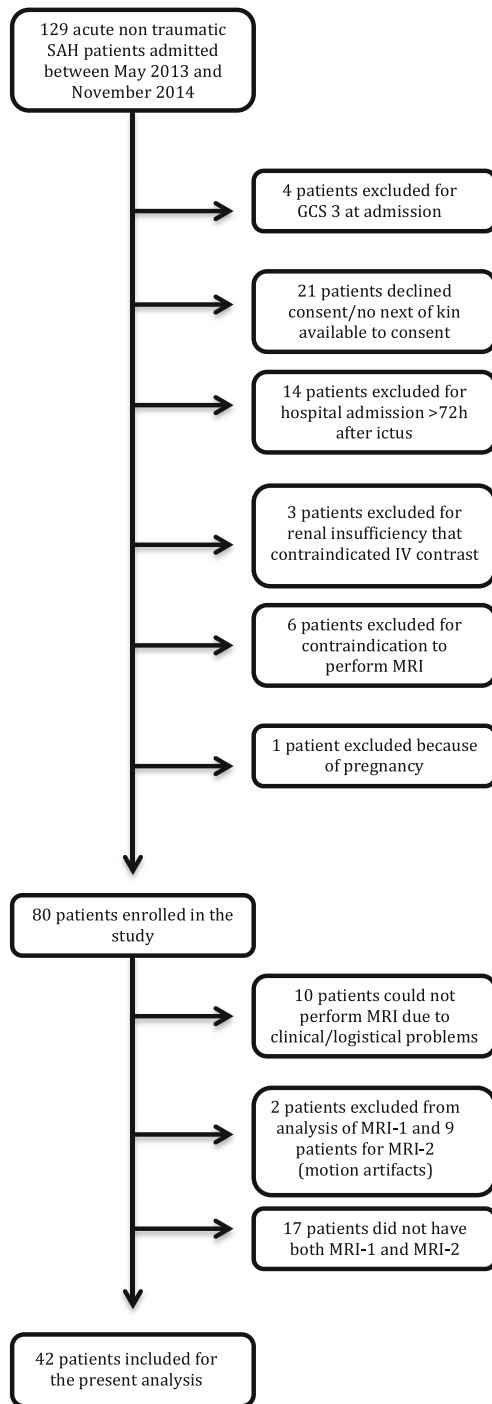 129 acute non traumatic
SAH patients admitted
between May 2013 and
November 2014
4 patients excluded for
GCS 3 at admission
21 patients declined
consent/no next of kin
available to consent
14 patients excluded for
hospital admission >72h
after ictus
3 patients excluded for
renal insufficiency that
contraindicated IV contrast
6 patients excluded for
contraindication to
perform MRI
1 patient excluded because
of pregnancy
80 patients enrolled in the
study
10 patients could not
perform MRI due to
clinical/logistical problems
2 patients excluded from
analysis of MRI-1 and 9
patients for MRI-2
(motion artifacts)
17 patients did not have
both MRI-1 and MRI-2
42 patients included for
the present analysis